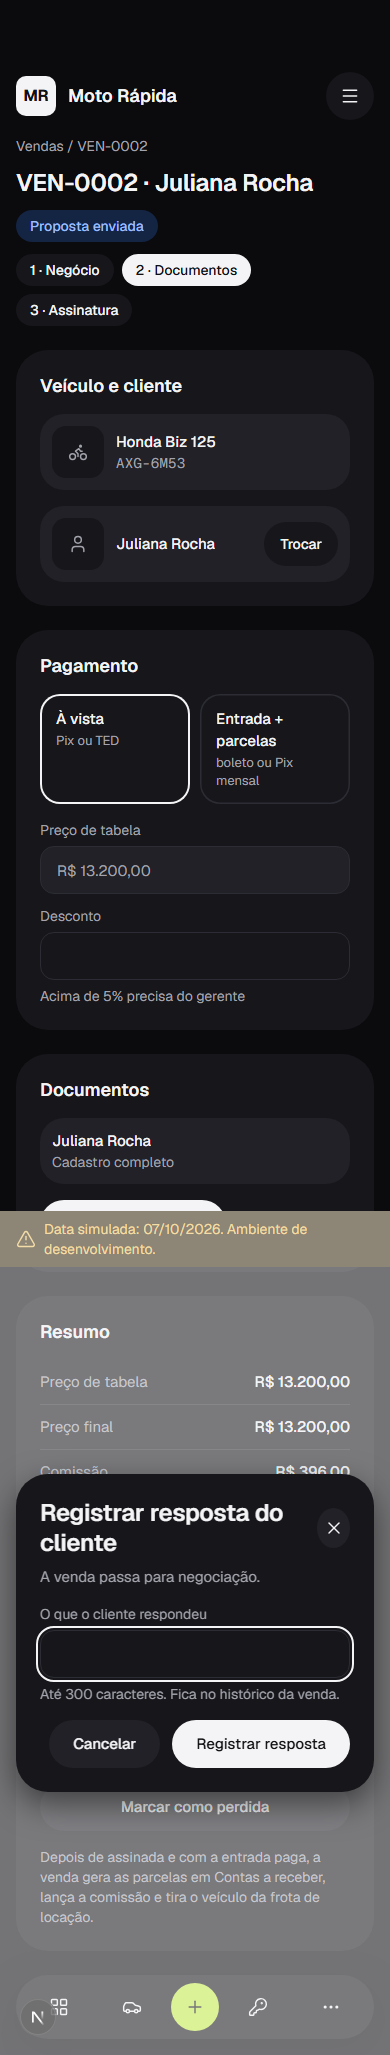 MR Moto Rápida
Vendas / VEN-0002
VEN-0002 · Juliana Rocha
Proposta enviada
1 · Negócio 2 · Documentos
3 · Assinatura
Veículo e cliente
Honda Biz 125
AXG-6M53
Juliana Rocha Trocar
Pagamento
À vista
Pix ou TED
Entrada +
parcelas
boleto ou Pix
mensal
Preço de tabela
R$ 13.200,00
Desconto
Acima de 5% precisa do gerente
Documentos
Juliana Rocha
Cadastro completo
Data simulada: 07/10/2026. Ambiente de
desenvolvimento.
Resumo
Preço de tabela R$ 13.200,00
Preço final R$ 13.200,00
Comissão R$ 396,00
Registrar resposta do
cliente
A venda passa para negociação.
O que o cliente respondeu
Até 300 caracteres. Fica no histórico da venda.
Cancelar Registrar resposta
Marcar como perdida
Depois de assinada e com a entrada paga, a
venda gera as parcelas em Contas a receber,
lança a comissão e tira o veículo da frota de
locação.
N